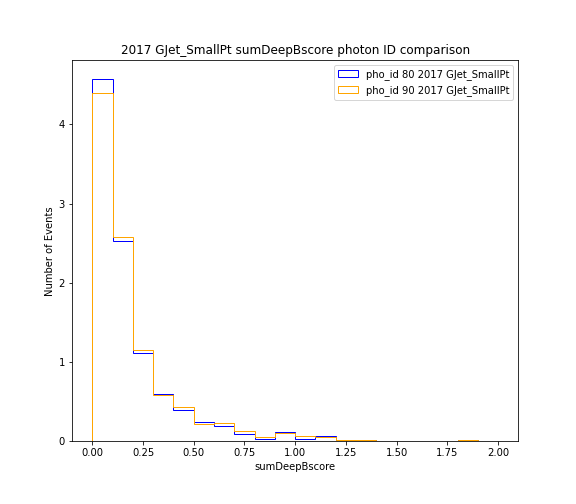 2017 GJet_SmallPt sumDeepBscore photon ID comparison
pho_id 80 2017 GJet_SmallPt
pho_id 90 2017 GJet_SmallPt
Number of Events
4
3
2
1
0
0.00 0.25 0.50 0.75 1.00 1.25 1.50 1.75 2.00
sumDeepBscore